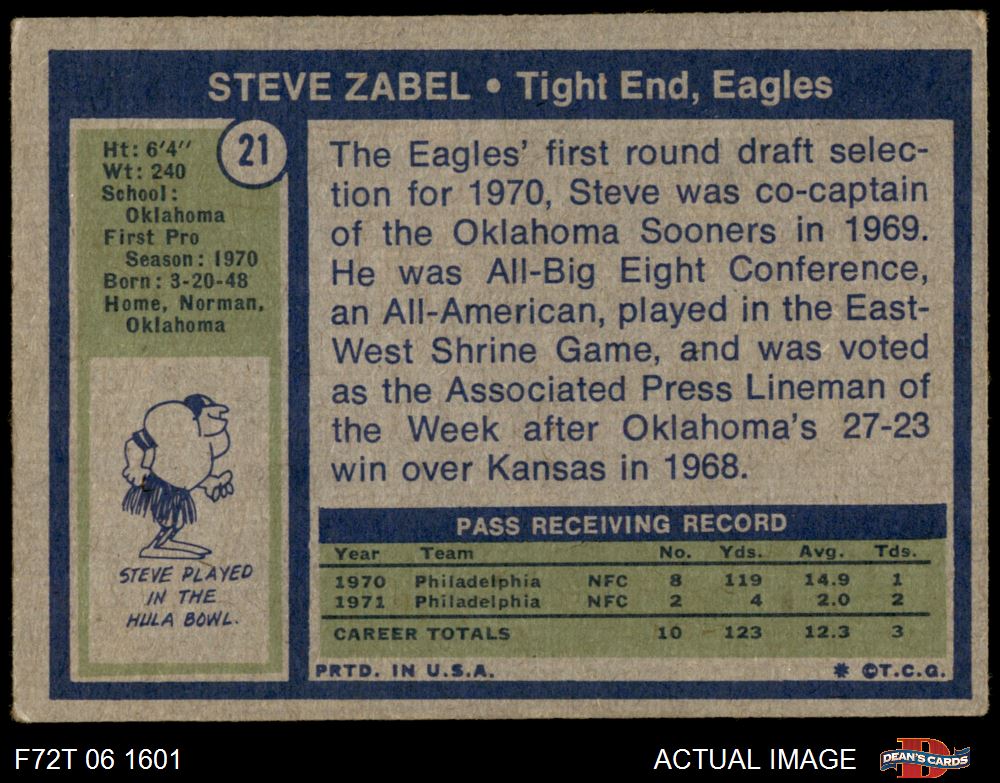 STEVE ZABEL • Tight End, Eagles
21
Ht: 6'4"
Wt: 240
School:
Oklahoma
First Pro
Season: 1970
Born: 3-20-48
Home, Norman,
Oklahoma
STEVE PLAYED
IN THE
HULA BOWL.
The Eagles' first round draft selec-
tion for 1970, Steve was co-captain
of the Oklahoma Sooners in 1969.
He was All-Big Eight Conference,
an All-American, played in the East-
West Shrine Game, and was voted
as the Associated Press Lineman of
the Week after Oklahoma's 27-23
win over Kansas in 1968.
PASS RECEIVING RECORD
Year Team No. Yds. Avg. Tds.
1970 Philadelphia NFC 8 119 14.9 1
1971 Philadelphia NFC 2 4 2.0 2
CAREER TOTALS 10 123 12.3 3
PRTD. IN U.S.A. * ©T.C.G.
F72T 06 1601 ACTUAL IMAGE DEAN'S CARDS